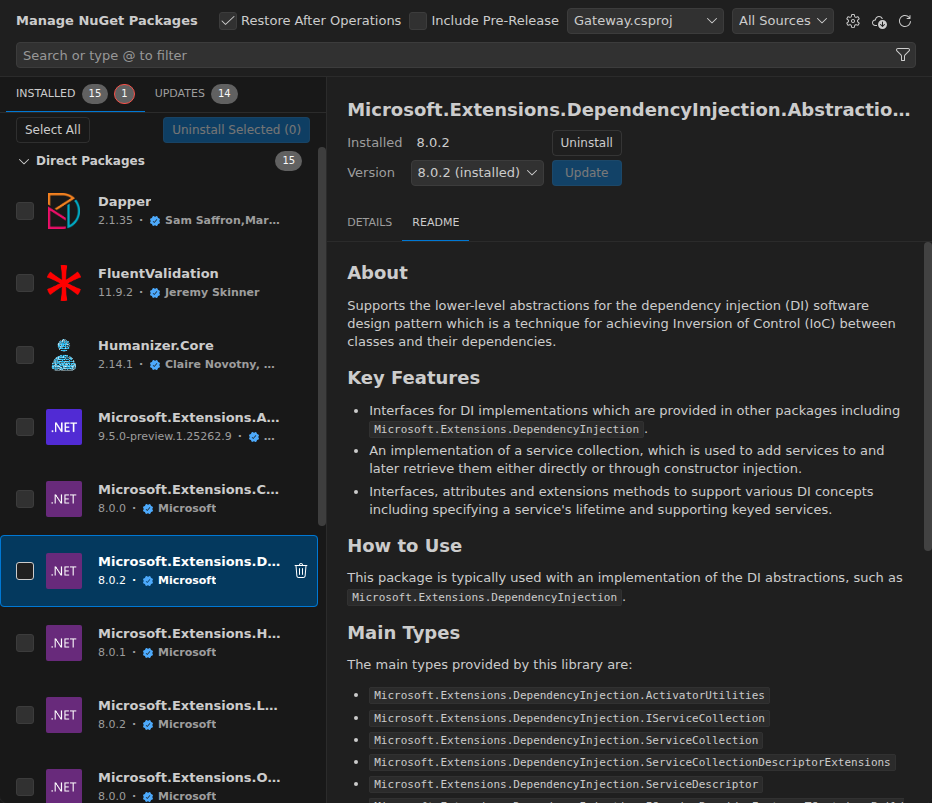 Manage NuGet Packages
Restore After Operations
Include Pre-Release
Gateway.csproj
All Sources
Search or type @ to filter
INSTALLED 15 1 UPDATES 14
Select All
Uninstall Selected (0)
Direct Packages 15
Dapper
2.1.35 · Sam Saffron,Mar...
FluentValidation
11.9.2 · Jeremy Skinner
Humanizer.Core
2.14.1 · Claire Novotny, ...
.NET
Microsoft.Extensions.A...
9.5.0-preview.1.25262.9 · ...
.NET
Microsoft.Extensions.C...
8.0.0 · Microsoft
.NET
Microsoft.Extensions.D...
8.0.2 · Microsoft
.NET
Microsoft.Extensions.H...
8.0.1 · Microsoft
.NET
Microsoft.Extensions.L...
8.0.2 · Microsoft
.NET
Microsoft.Extensions.O...
8.0.0 · Microsoft
Microsoft.Extensions.DependencyInjection.Abstractio...
Installed 8.0.2 Uninstall
Version 8.0.2 (installed) Update
DETAILS README
About
Supports the lower-level abstractions for the dependency injection (DI) software
design pattern which is a technique for achieving Inversion of Control (IoC) between
classes and their dependencies.
Key Features
• Interfaces for DI implementations which are provided in other packages including
Microsoft.Extensions.DependencyInjection .
• An implementation of a service collection, which is used to add services to and
later retrieve them either directly or through constructor injection.
• Interfaces, attributes and extensions methods to support various DI concepts
including specifying a service's lifetime and supporting keyed services.
How to Use
This package is typically used with an implementation of the DI abstractions, such as
Microsoft.Extensions.DependencyInjection .
Main Types
The main types provided by this library are:
• Microsoft.Extensions.DependencyInjection.ActivatorUtilities
• Microsoft.Extensions.DependencyInjection.IServiceCollection
• Microsoft.Extensions.DependencyInjection.ServiceCollection
• Microsoft.Extensions.DependencyInjection.ServiceCollectionDescriptorExtensions
• Microsoft.Extensions.DependencyInjection.ServiceDescriptor